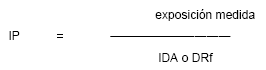 exposición medida
IP = ————————
IDA o DRf